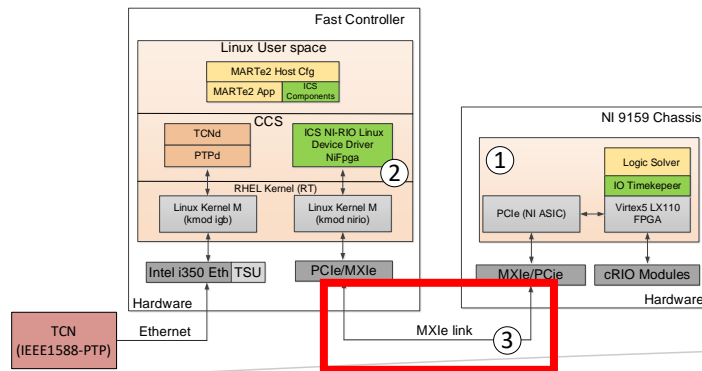 Fast Controller
Linux User space
MARTe2 Host Cfg
MARTe2 App
ICS
Components
CCS
TCNd
PTPd
ICS NI-RIO Linux
Device Driver
NiFpga
2
RHEL Kernel (RT)
Linux Kernel M
(kmod igb)
Linux Kernel M
(kmod nirio)
Intel i350 Eth
TSU
PCIe/MXIe
Hardware
TCN
(IEEE1588-PTP)
Ethernet
NI 9159 Chassis
1
Logic Solver
IO Timekepeer
PCIe (NI ASIC)
Virtex5 LX110
FPGA
MXIe/PCie
cRIO Modules
Hardware
MXIe link
3